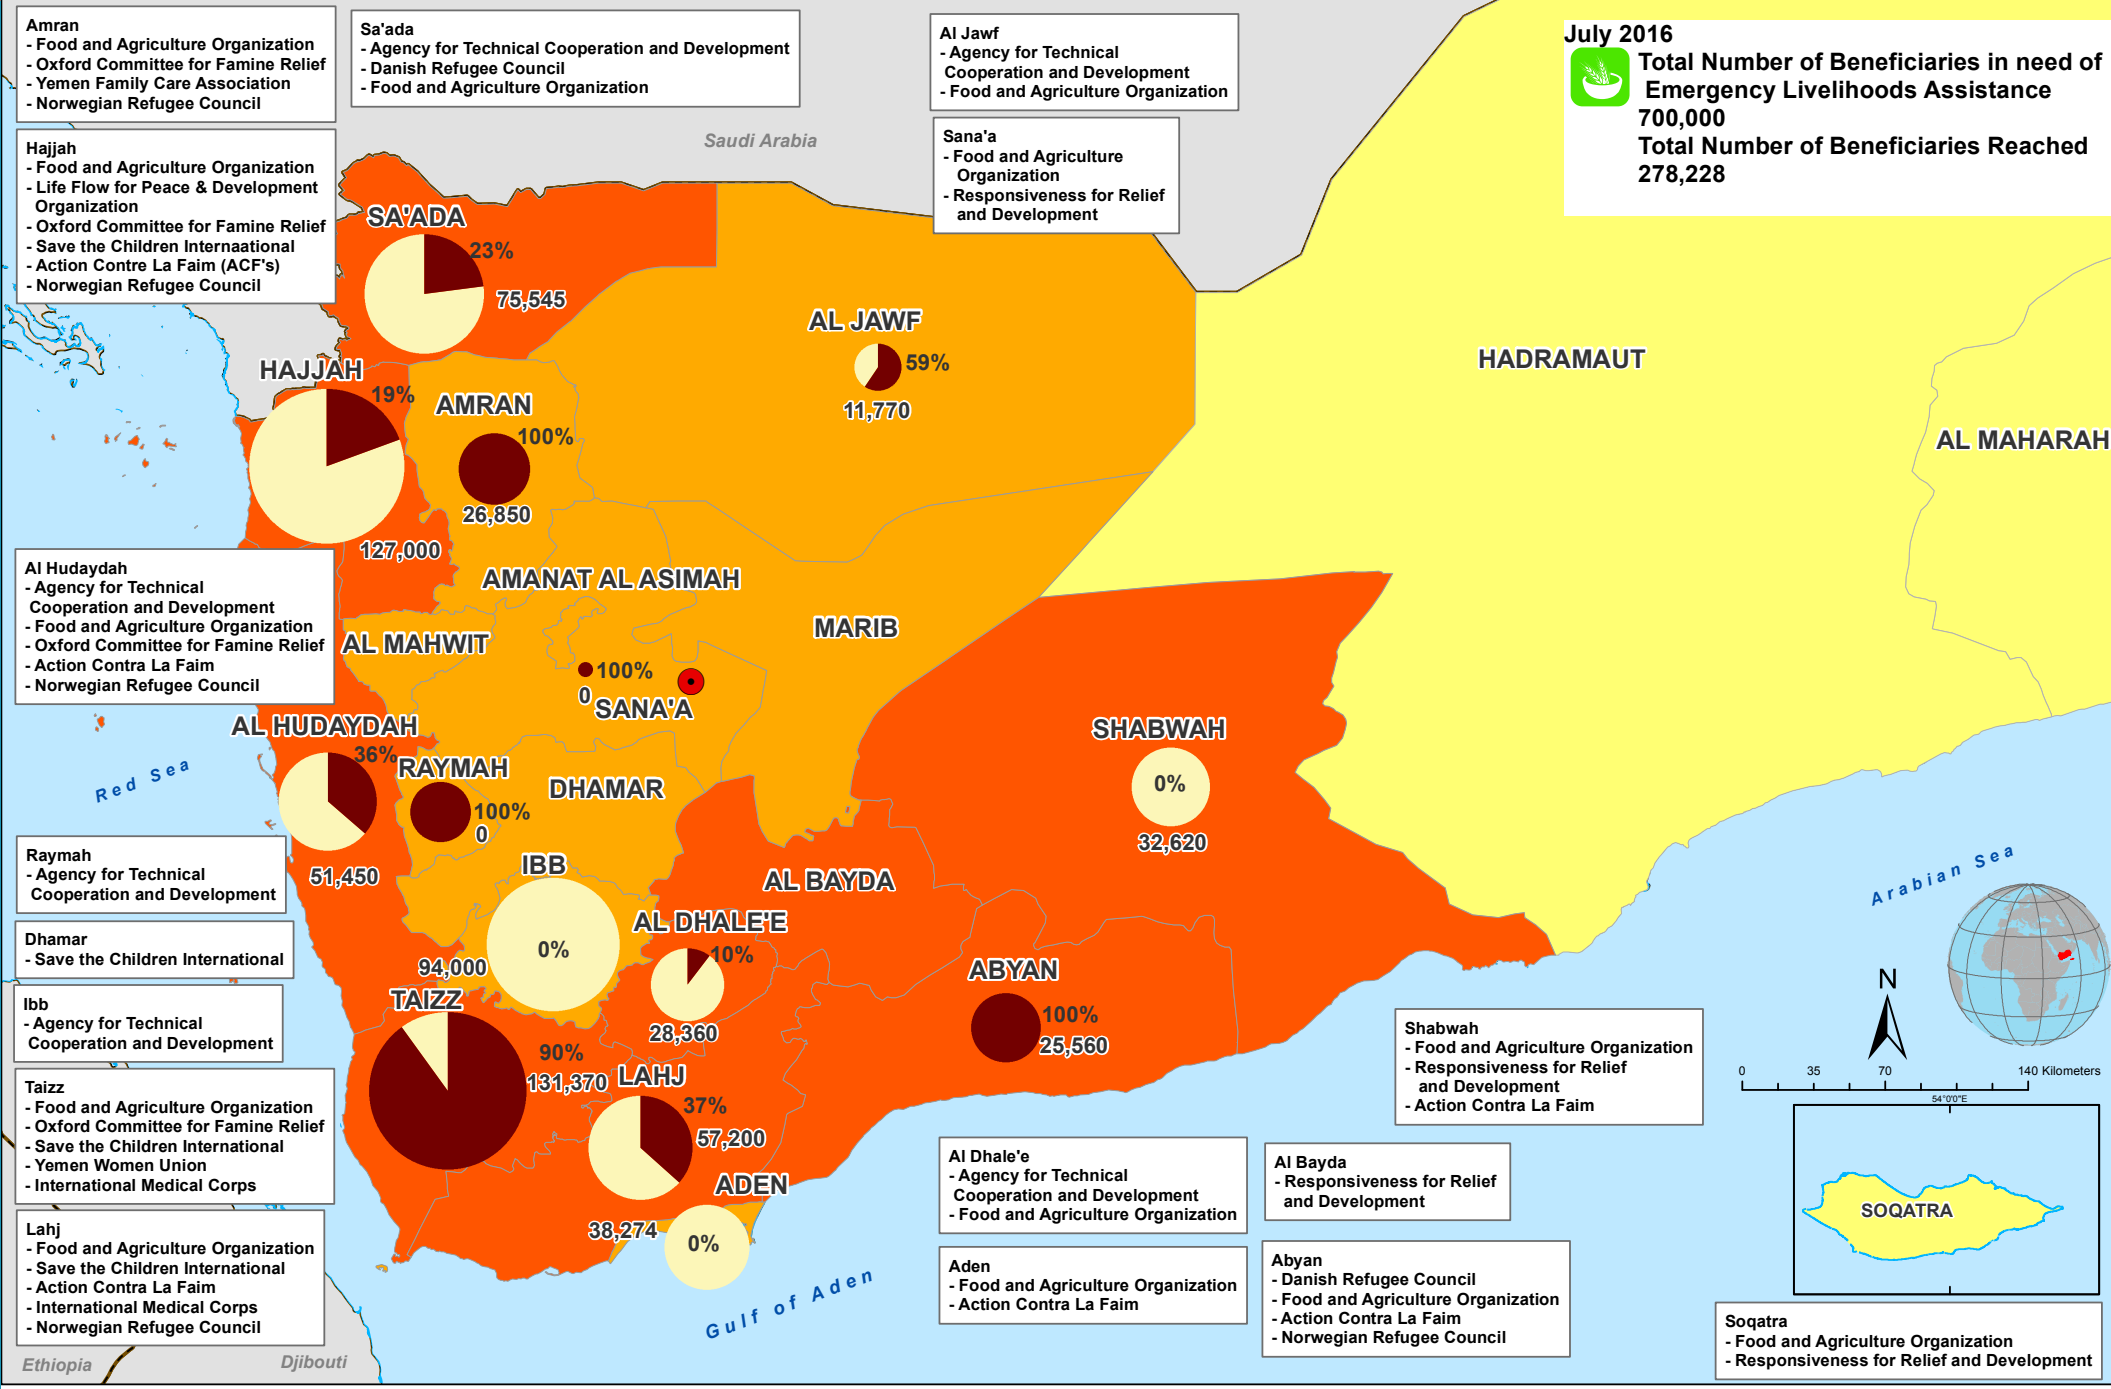 Amran
- Food and Agriculture Organization
- Oxford Committee for Famine Relief
- Yemen Family Care Association
- Norwegian Refugee Council
Sa'ada
- Agency for Technical Cooperation and Development
- Danish Refugee Council
- Food and Agriculture Organization
Al Jawf
- Agency for Technical
Cooperation and Development
- Food and Agriculture Organization
July 2016
Total Number of Beneficiaries in need of
Emergency Livelihoods Assistance
700,000
Total Number of Beneficiaries Reached
278,228
Hajjah
- Food and Agriculture Organization
- Life Flow for Peace & Development
Organization
- Oxford Committee for Famine Relief
- Save the Children Internaational
- Action Contre La Faim (ACF's)
- Norwegian Refugee Council
Saudi Arabia
Sana'a
- Food and Agriculture
Organization
- Responsiveness for Relief
and Development
SA'ADA
23%
75,545
AL JAWF
59%
11,770
HADRAMAUT
AL MAHARAH
HAJJAH
19%
127,000
AMRAN
100%
26,850
AMANAT AL ASIMAH
MARIB
AL MAHWIT
100%
0
SANA'A
Al Hudaydah
- Agency for Technical
Cooperation and Development
- Food and Agriculture Organization
- Oxford Committee for Famine Relief
- Action Contra La Faim
- Norwegian Refugee Council
AL HUDAYDAH
36%
51,450
RAYMAH
100%
0
DHAMAR
SHABWAH
0%
32,620
Red Sea
Arabian Sea
Raymah
- Agency for Technical
Cooperation and Development
IBB
0%
94,000
AL BAYDA
AL DHALE'E
10%
28,360
ABYAN
100%
25,560
Dhamar
- Save the Children International
Ibb
- Agency for Technical
Cooperation and Development
TAIZZ
90%
131,370
LAHJ
37%
57,200
ADEN
0%
38,274
Taizz
- Food and Agriculture Organization
- Oxford Committee for Famine Relief
- Save the Children International
- Yemen Women Union
- International Medical Corps
Lahj
- Food and Agriculture Organization
- Save the Children International
- Action Contra La Faim
- International Medical Corps
- Norwegian Refugee Council
Ethiopia
Djibouti
Gulf of Aden
Al Dhale'e
- Agency for Technical
Cooperation and Development
- Food and Agriculture Organization
Al Bayda
- Responsiveness for Relief
and Development
Aden
- Food and Agriculture Organization
- Action Contra La Faim
Abyan
- Danish Refugee Council
- Food and Agriculture Organization
- Action Contra La Faim
- Norwegian Refugee Council
Shabwah
- Food and Agriculture Organization
- Responsiveness for Relief
and Development
- Action Contra La Faim
N
0 35 70 140 Kilometers
54°0'0"E
SOQATRA
Soqatra
- Food and Agriculture Organization
- Responsiveness for Relief and Development